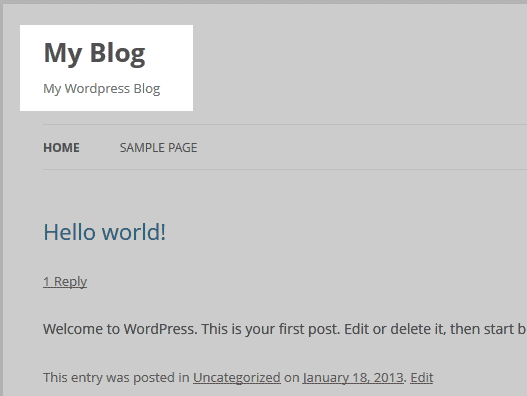 My Blog
My Wordpress Blog
HOME SAMPLE PAGE
Hello world!
1 Reply
Welcome to WordPress. This is your first post. Edit or delete it, then start
This entry was posted in Uncategorized on January 18, 2013. Edit